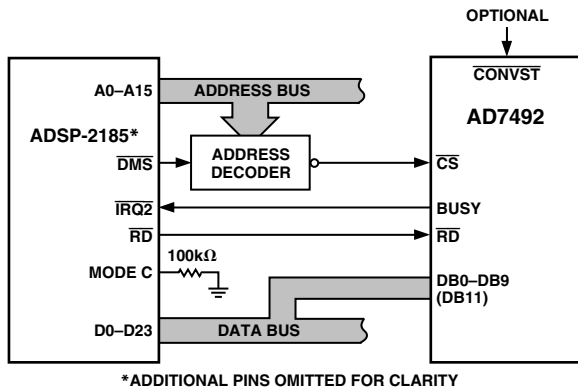 OPTIONAL
CONVST
A0–A15
ADDRESS BUS
AD7492
ADSP-2185*
DMS
ADDRESS
DECODER
CS
IRQ2
BUSY
RD
RD
100kΩ
MODE C
DB0–DB9
(DB11)
D0–D23
DATA BUS
*ADDITIONAL PINS OMITTED FOR CLARITY